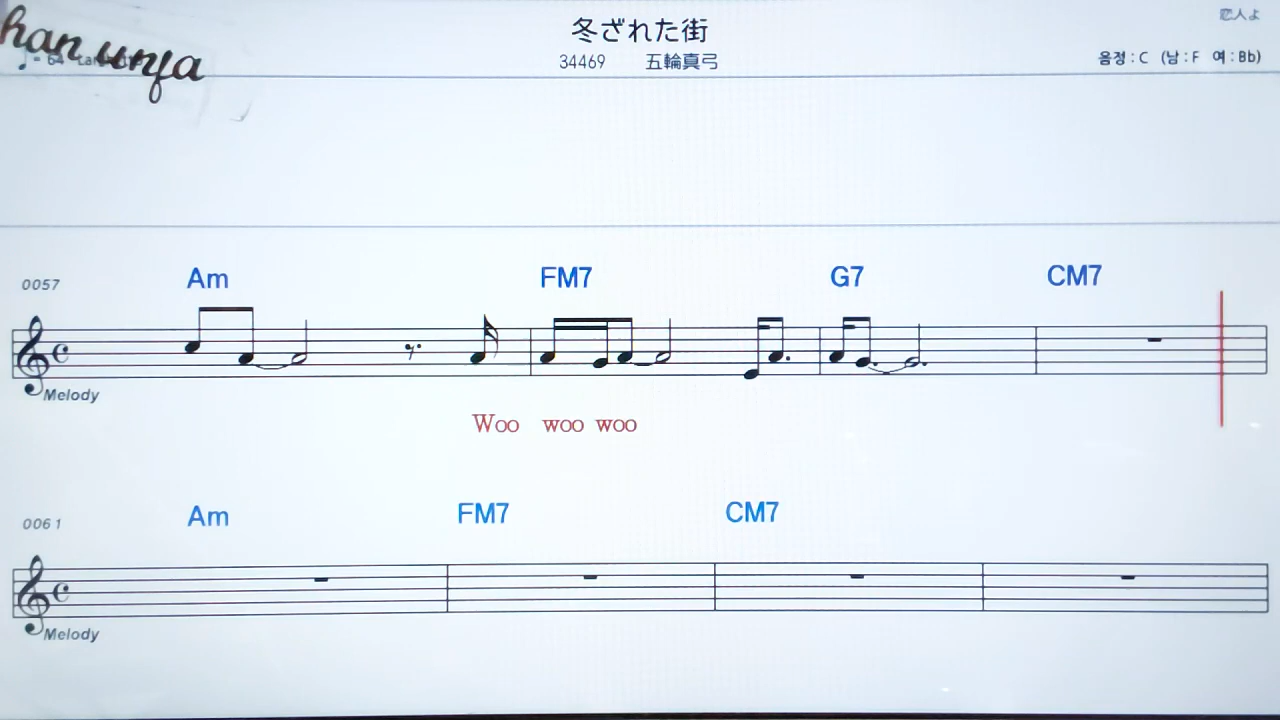 han unfa
冬ざれた街
恋人よ
34469 五輪真弓
음정 : C (남 : F 여 : Bb)
0057 Am FM7 G7 CM7
Melody
Woo woo woo
0061 Am FM7 CM7
Melody